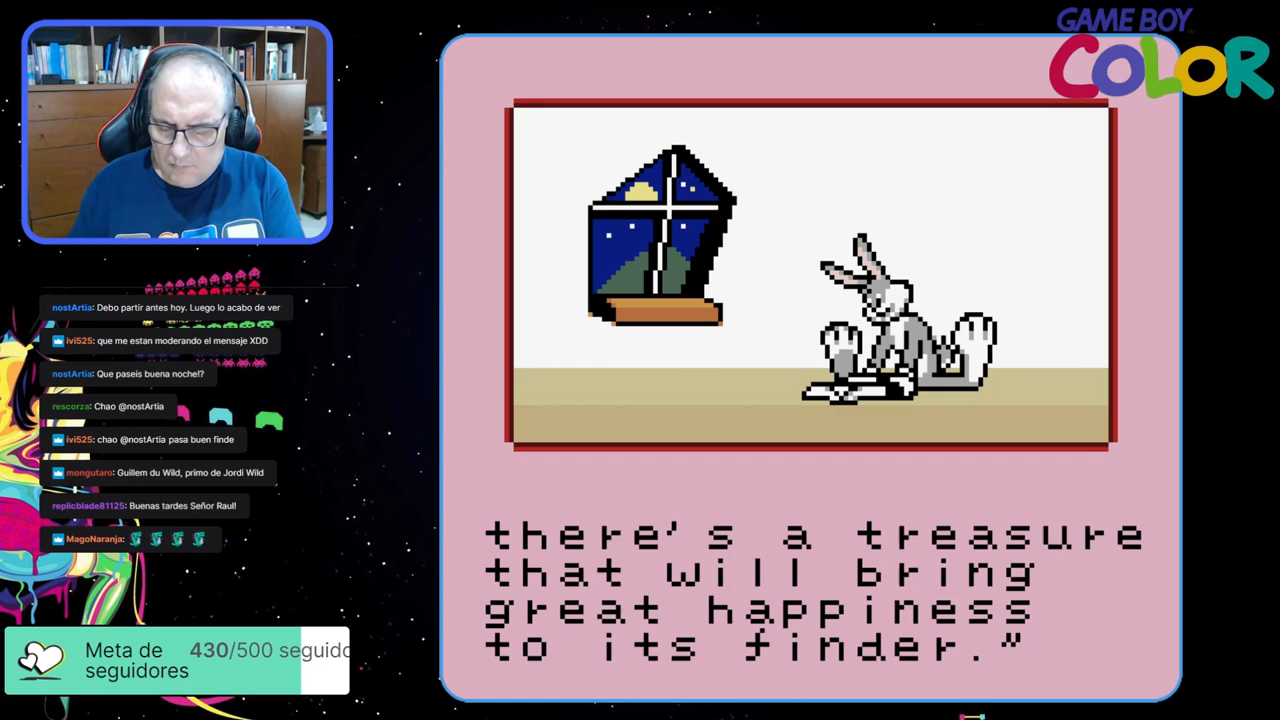 GAME BOY
COLOR
nostArtia: Debo partir antes hoy. Luego lo acabo de ver
ivi525: que me estan moderando el mensaje XDD
nostArtia: Que paseis buena noche!?
rescorza: Chao @nostArtia
ivi525: chao @nostArtia pasa buen finde
mongutaro: Guillem du Wild, primo de Jordi Wild
replicblade81125: Buenas tardes Señor Raul!
MagoNaranja:
Meta de
seguidores
430/500 seguido
there's a treasure
that will bring
great happiness
to its finder."